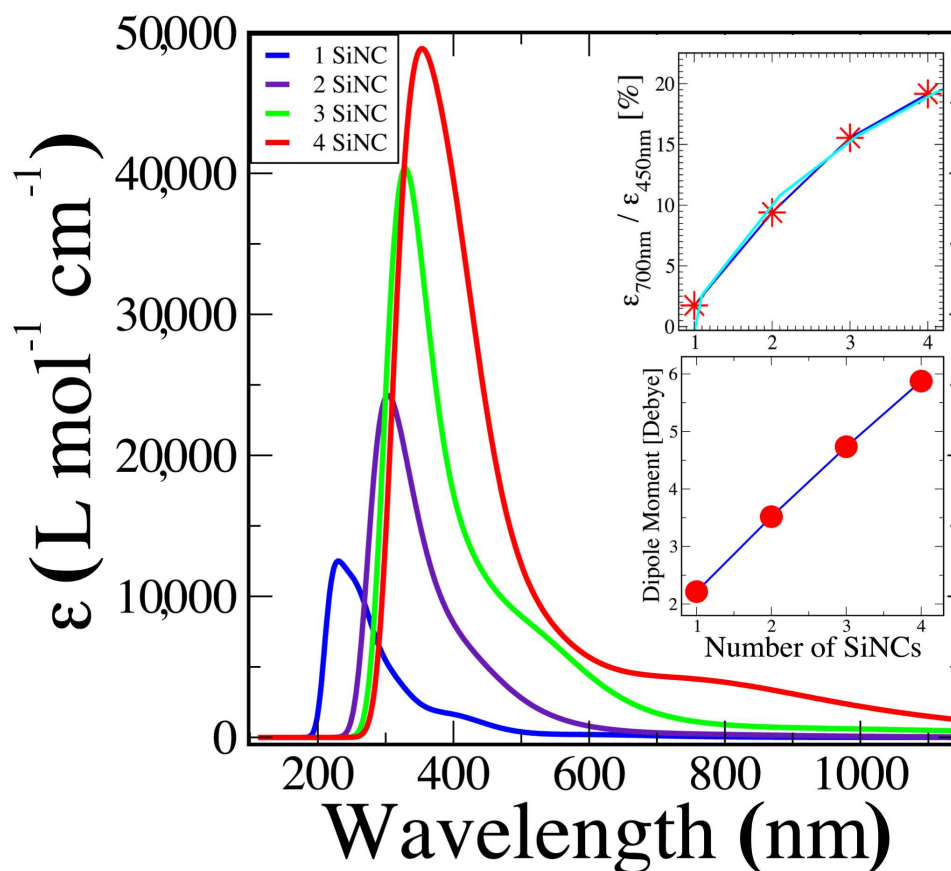 50,000
40,000
30,000
20,000
10,000
0
ε (L mol⁻¹ cm⁻¹)
1 SiNC
2 SiNC
3 SiNC
4 SiNC
200 400 600 800 1000
Wavelength (nm)
20
15
10
5
0
ε700nm / ε450nm [%]
1 2 3 4
6
5
4
3
2
Dipole Moment [Debye]
1 2 3 4
Number of SiNCs